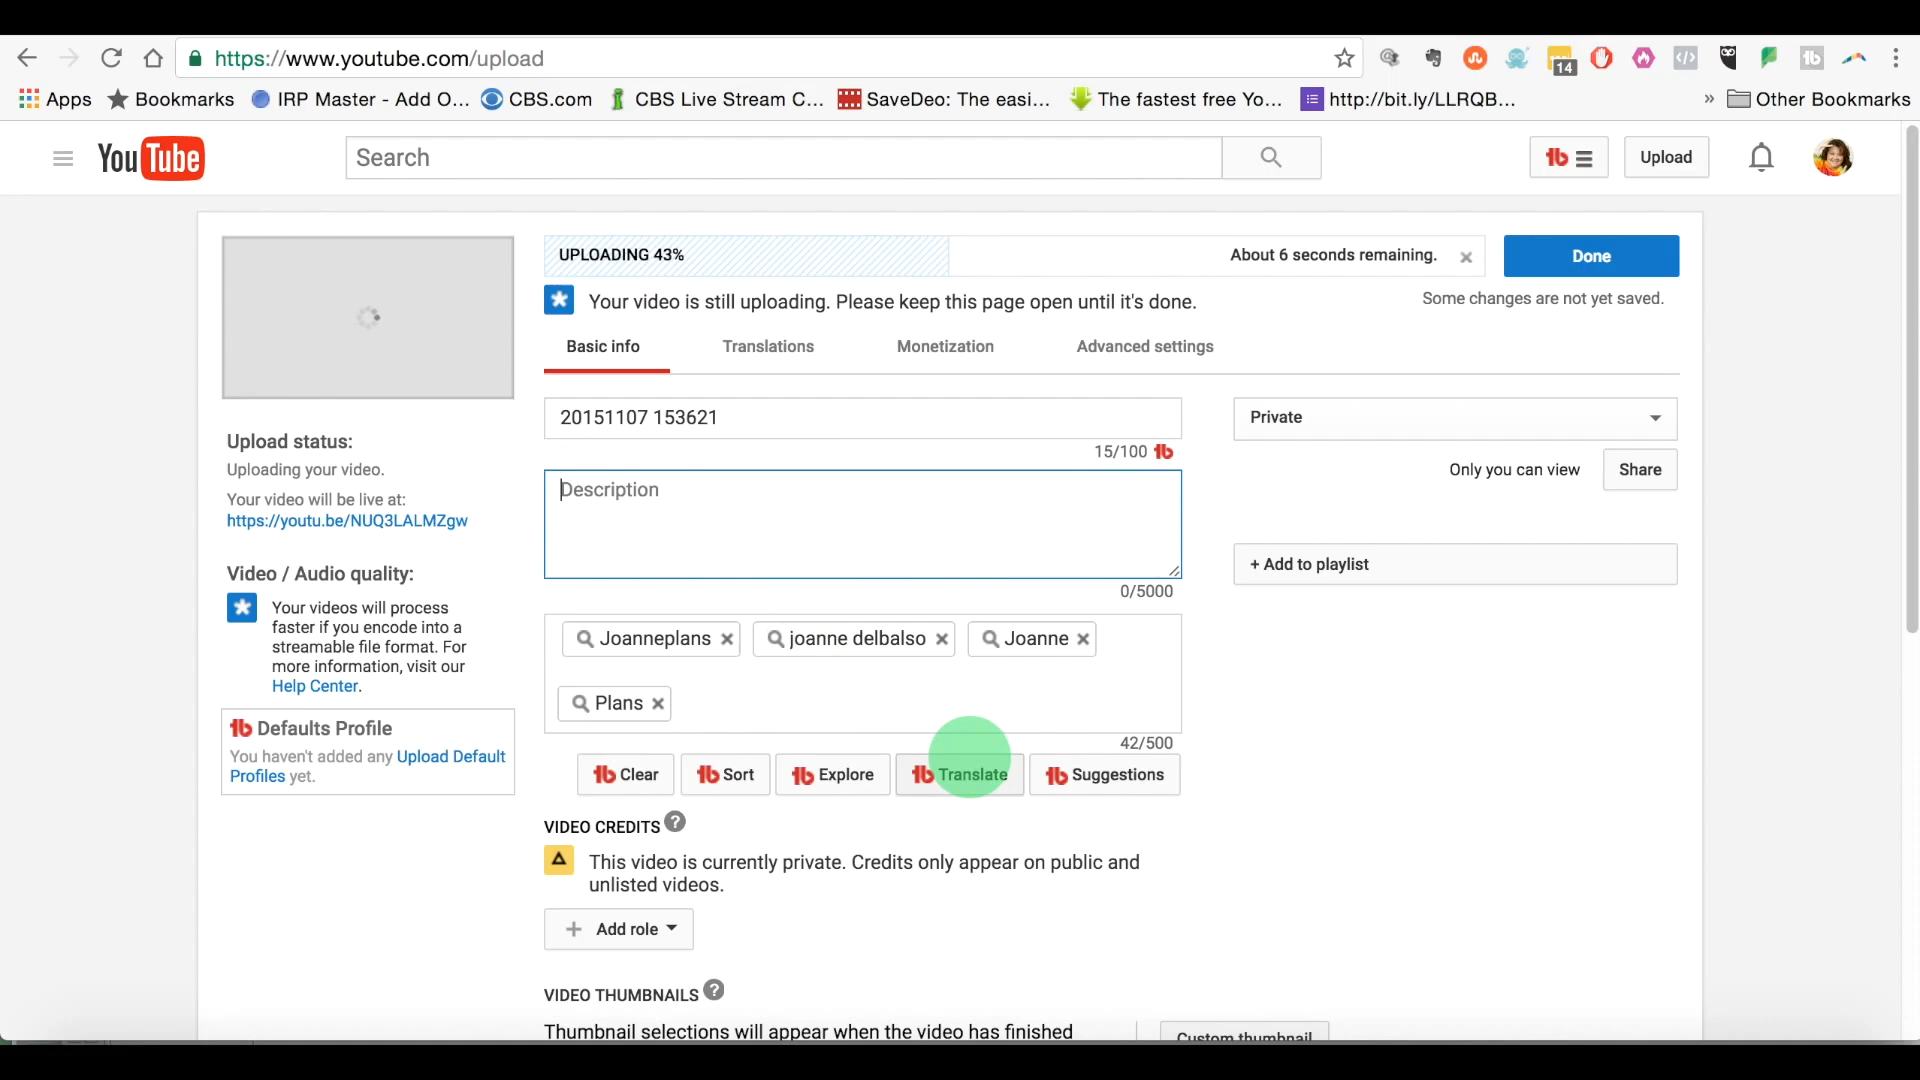 https://www.youtube.com/upload
14
Apps Bookmarks IRP Master - Add O... CBS.com CBS Live Stream C... SaveDeo: The easi... The fastest free Yo... http://bit.ly/LLRQB... » Other Bookmarks
YouTube Search Upload
UPLOADING 43% About 6 seconds remaining. Done
Your video is still uploading. Please keep this page open until it's done. Some changes are not yet saved.
Basic info Translations Monetization Advanced settings
20151107 153621 Private
15/100
Only you can view Share
Description
0/5000
+ Add to playlist
Upload status:
Uploading your video.
Your video will be live at:
https://youtu.be/NUQ3LALMZgw
Video / Audio quality:
Your videos will process
faster if you encode into a
streamable file format. For
more information, visit our
Help Center.
Defaults Profile
You haven't added any Upload Default
Profiles yet.
Joanneplans joanne delbalso Joanne
Plans
42/500
Clear Sort Explore Translate Suggestions
VIDEO CREDITS ?
This video is currently private. Credits only appear on public and
unlisted videos.
+ Add role
VIDEO THUMBNAILS ?
Thumbnail selections will appear when the video has finished
Custom thumbnail